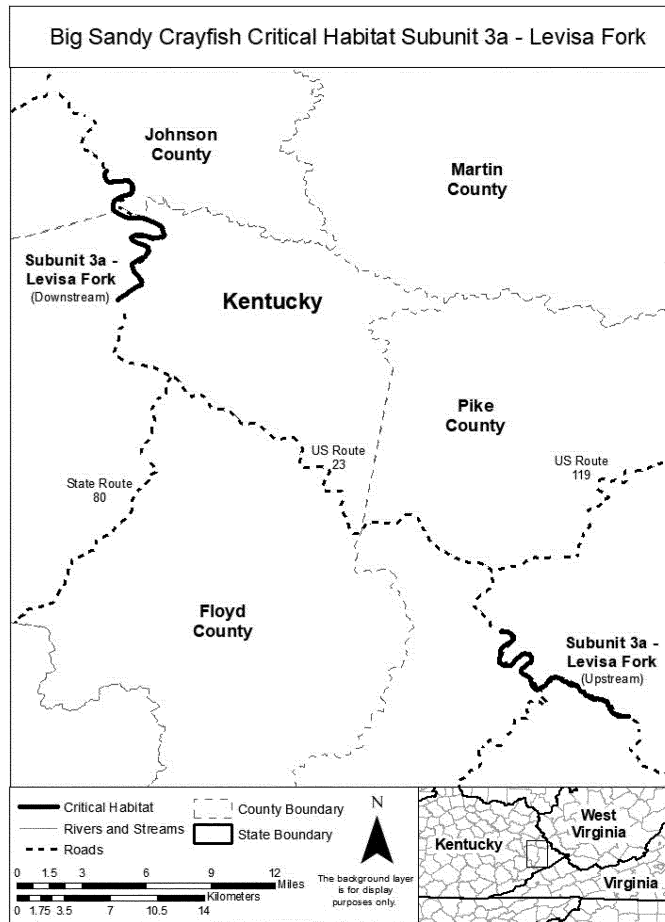 Big Sandy Crayfish Critical Habitat Subunit 3a - Levisa Fork
Johnson
County
Martin
County
Subunit 3a -
Levisa Fork
(Downstream)
Kentucky
Pike
County
US Route
23
US Route
119
State Route
80
Floyd
County
Subunit 3a -
Levisa Fork
(Upstream)
Critical Habitat
Rivers and Streams
Roads
County Boundary
State Boundary
N
The background layer
is for display
purposes only.
0 1.5 3 6 9 12
Miles
Kilometers
0 1.75 3.5 7 10.5 14
Kentucky
West
Virginia
Virginia